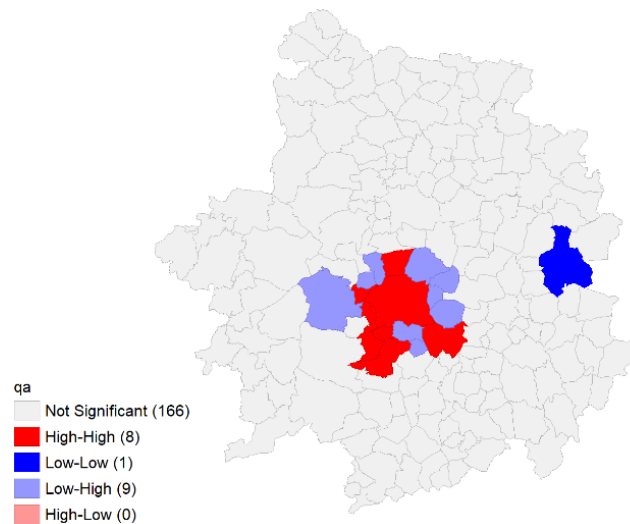 qa
Not Significant (166)
High-High (8)
Low-Low (1)
Low-High (9)
High-Low (0)